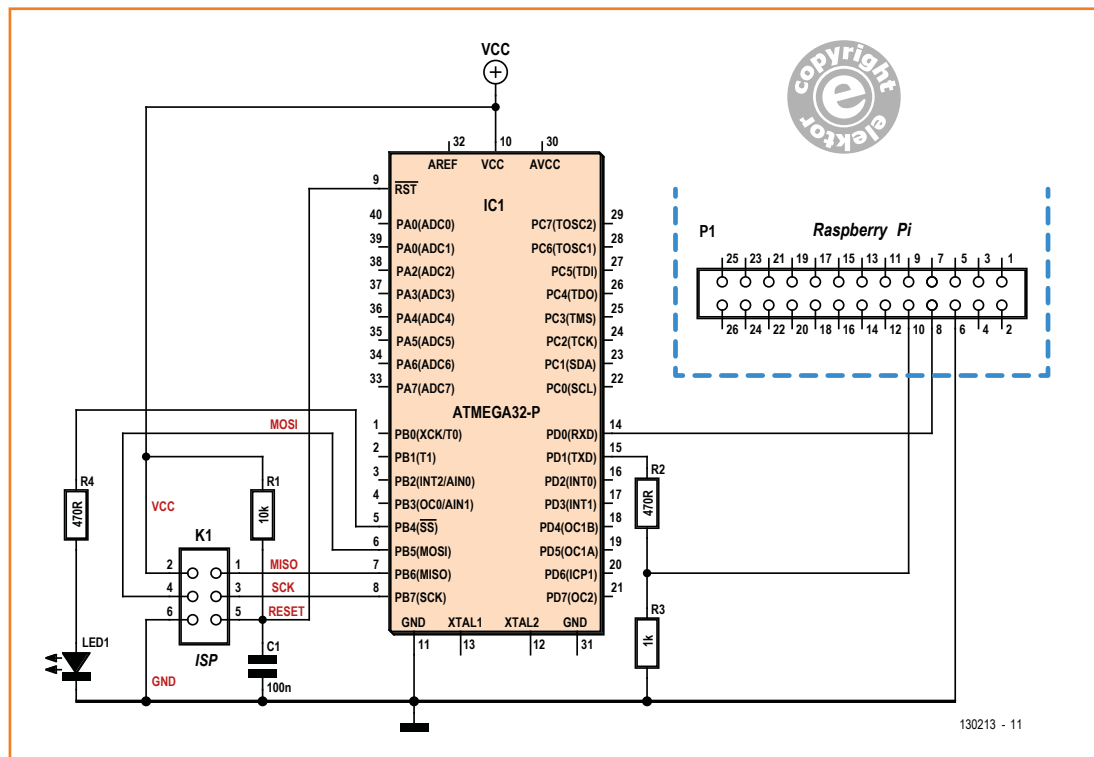 VCC
copyright
e
elektor
32 10 30
AREF VCC AVCC
9
RST
IC1
40 PA0(ADC0) PC7(TOSC2) 29
39 PA0(ADC1) PC6(TOSC1) 28
38 PA2(ADC2) PC5(TDI) 27
37 PA3(ADC3) PC4(TDO) 26
36 PA4(ADC4) PC3(TMS) 25
35 PA5(ADC5) PC2(TCK) 24
34 PA6(ADC6) PC1(SDA) 23
33 PA7(ADC7) PC0(SCL) 22
ATMEGA32-P
1 PB0(XCK/T0) PD0(RXD) 14
2 PB1(T1) PD1(TXD) 15
3 PB2(INT2/AIN0) PD2(INT0) 16
4 PB3(OC0/AIN1) PD3(INT1) 17
5 PB4(SS) PD4(OC1B) 18
6 PB5(MOSI) PD5(OC1A) 19
7 PB6(MISO) PD6(ICP1) 20
8 PB7(SCK) PD7(OC2) 21
GND XTAL1 XTAL2 GND
11 13 12 31
P1
Raspberry Pi
25 23 21 19 17 15 13 11 9 7 5 3 1
26 24 22 20 18 16 14 12 10 8 6 4 2
MOSI
R4
470R
R1
10k
VCC
K1
2 1 MISO
4 3 SCK
6 5 RESET
ISP
LED1
GND
C1
100n
R2
470R
R3
1k
130213 - 11